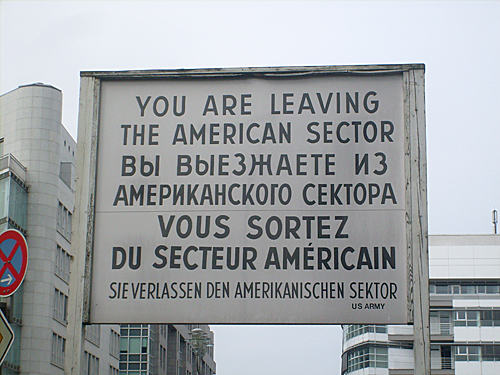 YOU ARE LEAVING
THE AMERICAN SECTOR
ВЫ ВЫЕЗЖАЕТЕ ИЗ
АМЕРИКАНСКОГО СЕКТОРА
VOUS SORTEZ
DU SECTEUR AMÉRICAIN
SIE VERLASSEN DEN AMERIKANISCHEN SEKTOR
US ARMY